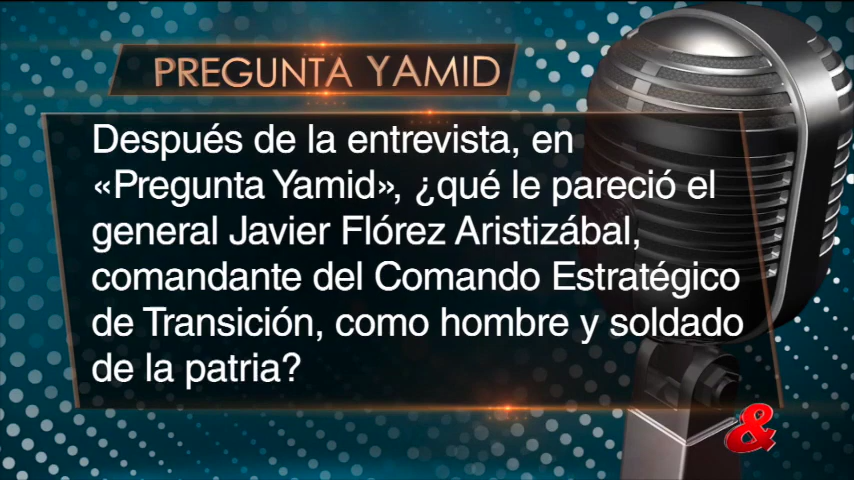 PREGUNTA YAMID
Después de la entrevista, en
«Pregunta Yamid», ¿qué le pareció el
general Javier Flórez Aristizábal,
comandante del Comando Estratégico
de Transición, como hombre y soldado
de la patria?
&